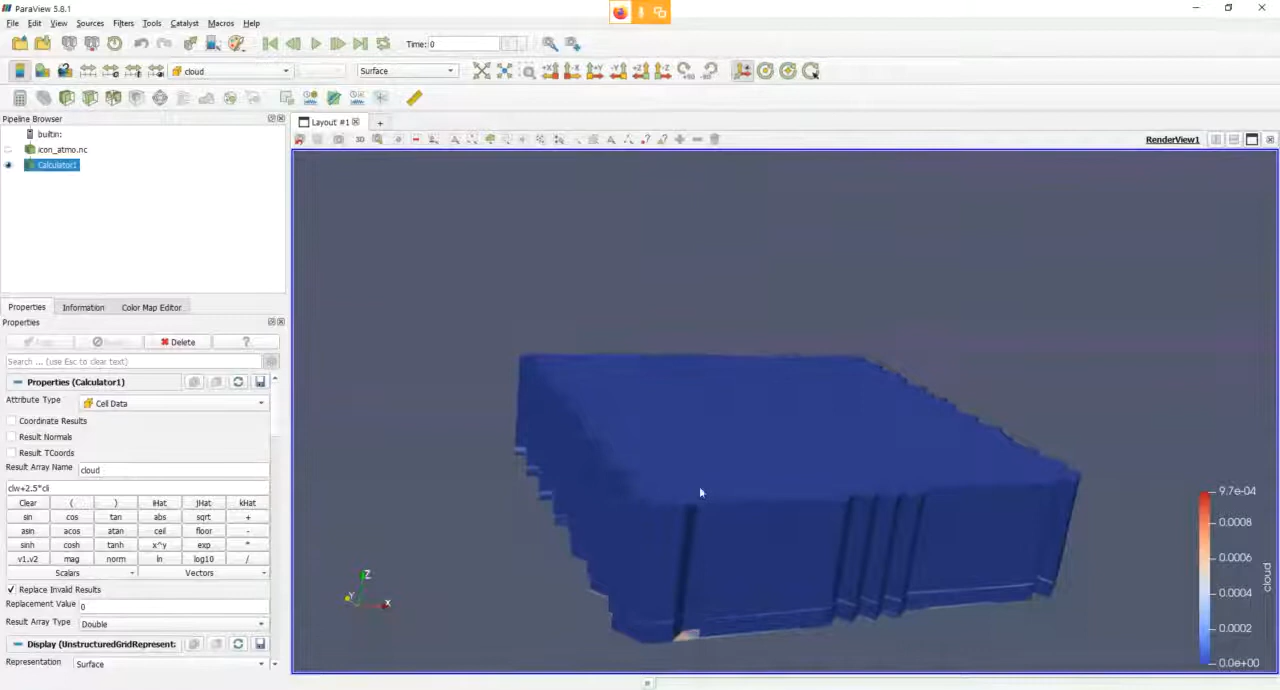 ParaView 5.8.1
File Edit View Sources Filters Tools Catalyst Macros Help
Time: 0
cloud Surface
Pipeline Browser
Layout #1
builtin:
icon_atmo.nc
Calculator1
3D
RenderView1
Properties Information Color Map Editor
Properties
Delete ?
Search ... (use Esc to clear text)
Properties (Calculator1)
Attribute Type Cell Data
Coordinate Results
Result Normals
Result TCoords
Result Array Name cloud
clw+2.5*cli
Clear ( ) iHat jHat kHat
sin cos tan abs sqrt +
asin acos atan ceil floor -
sinh cosh tanh x^y exp *
v1.v2 mag norm ln log10 /
Scalars Vectors
Replace Invalid Results
Replacement Value 0
Result Array Type Double
Display (UnstructuredGridRepresent:
Representation Surface
Z
Y
X
9.7e-04
0.0008
0.0006
0.0004
0.0002
0.0e+00
cloud